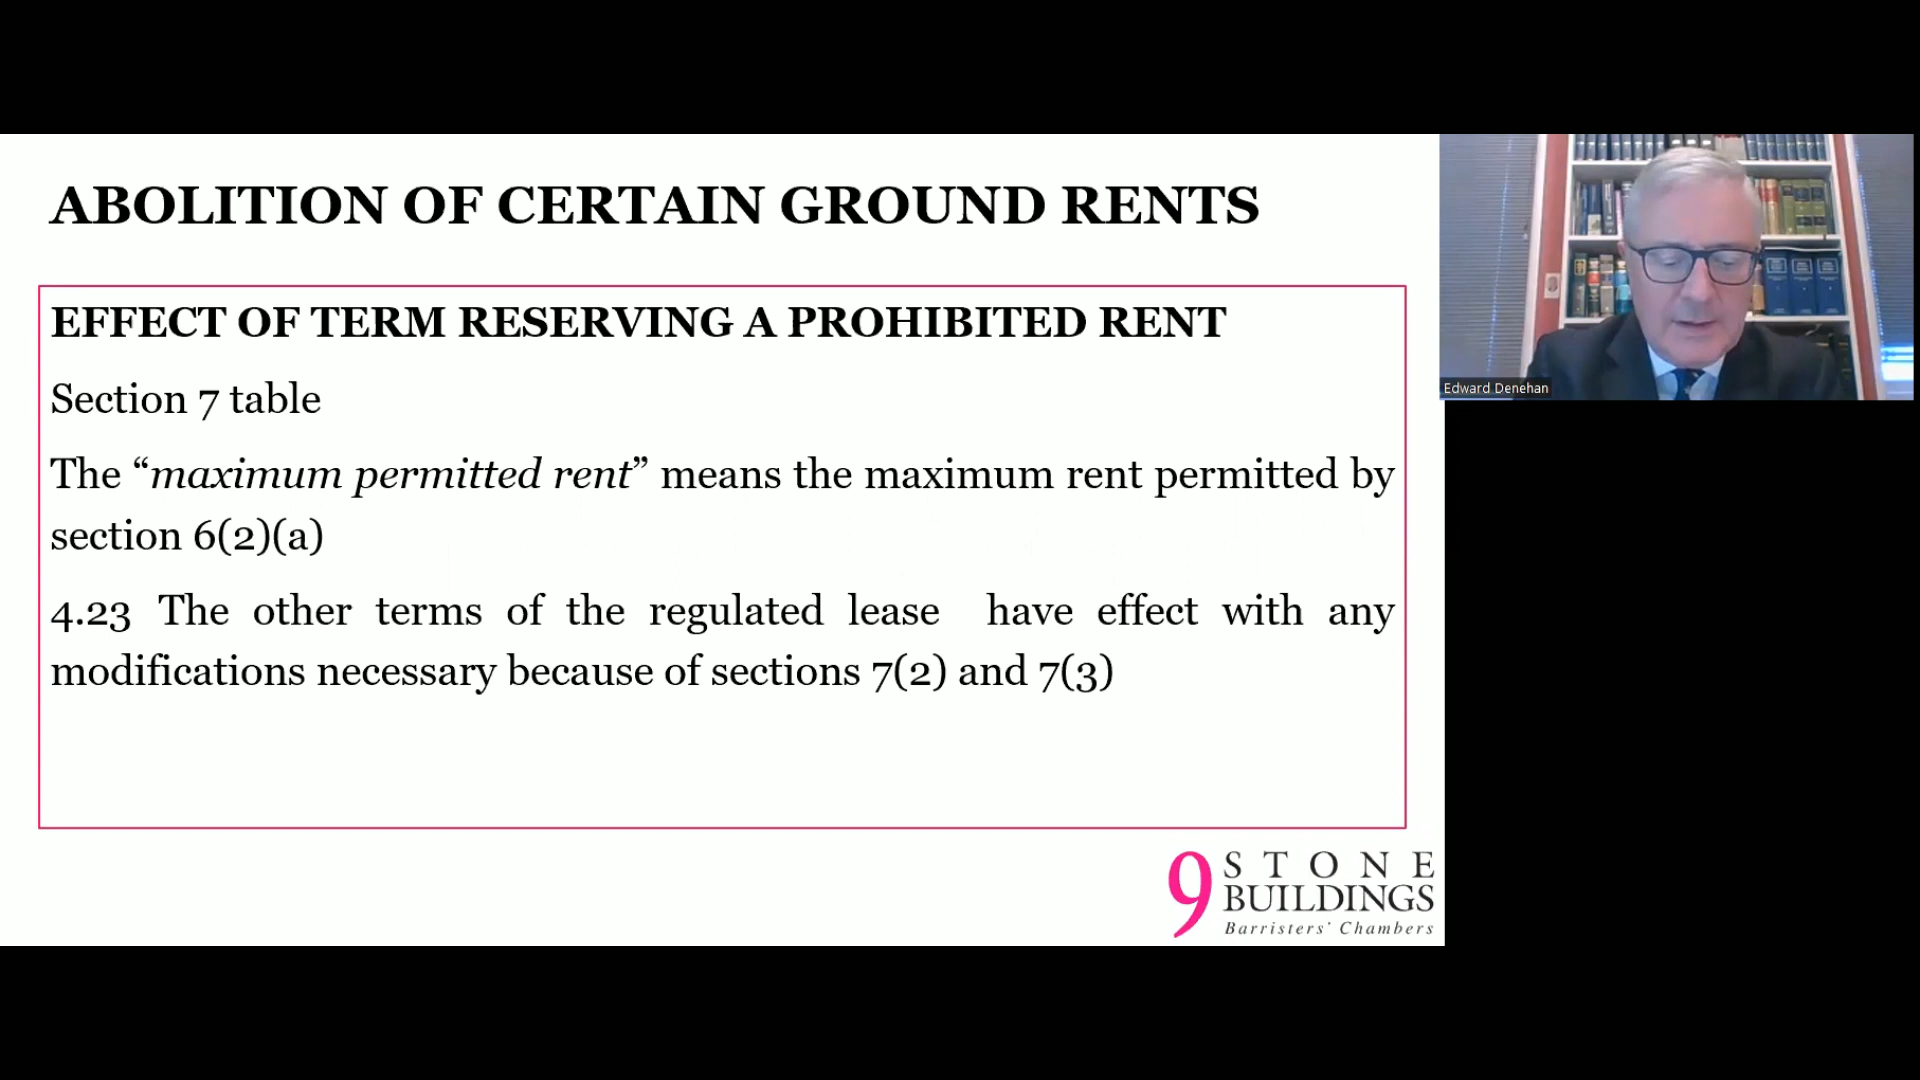 ABOLITION OF CERTAIN GROUND RENTS
EFFECT OF TERM RESERVING A PROHIBITED RENT
Section 7 table
The “maximum permitted rent” means the maximum rent permitted by
section 6(2)(a)
4.23 The other terms of the regulated lease have effect with any
modifications necessary because of sections 7(2) and 7(3)
Edward Denehan
9 STONE
BUILDINGS
Barristers' Chambers